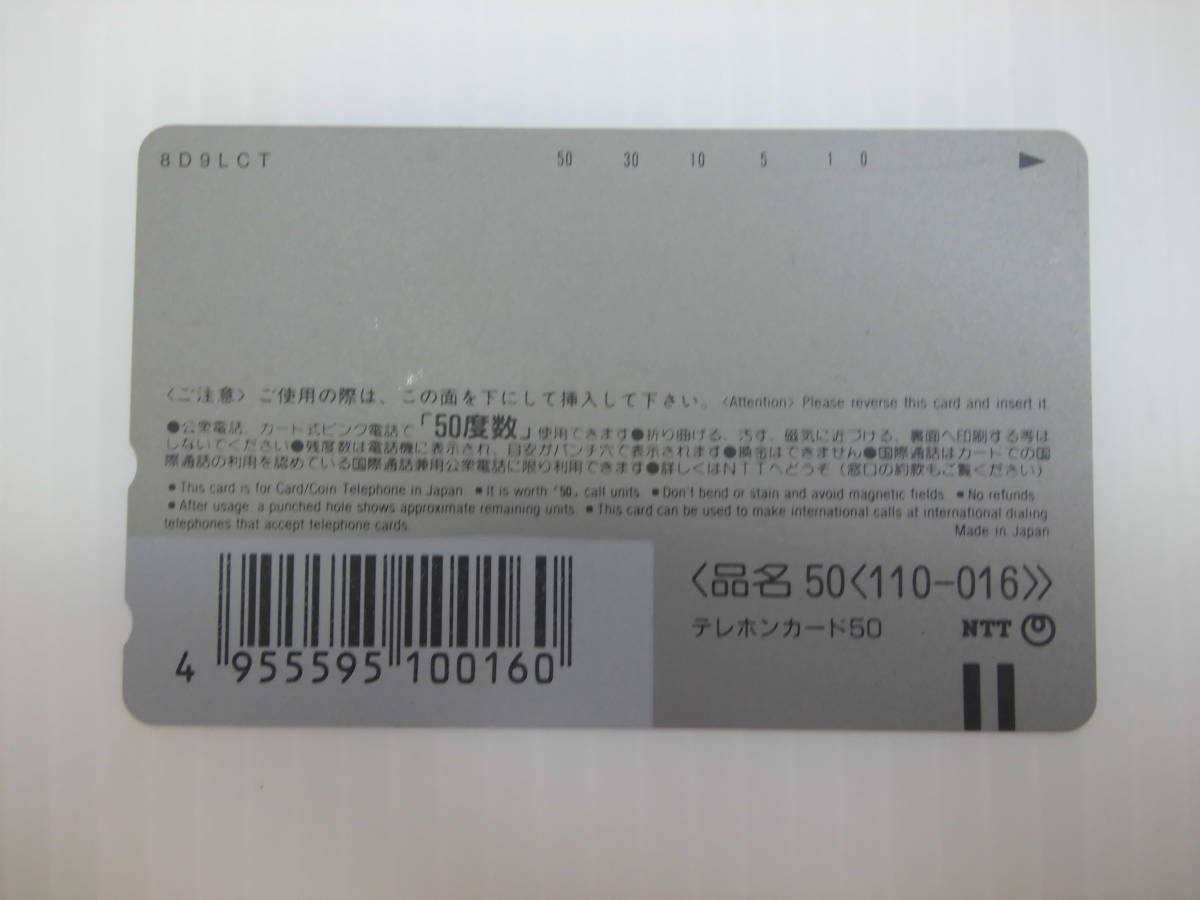 8D9LCT 50 30 10 5 1 0 ▶
〈ご注意〉ご使用の際は、この面を下にして挿入して下さい。〈Attention〉Please reverse this card and insert it.
●公衆電話、カード式ピンク電話で「50度数」使用できます●折り曲げる、汚す、磁気に近づける、裏面へ印刷する等は
しないでください●残度数は電話機に表示され、目安がパンチ穴で表示されます●換金はできません●国際通話はカードでの国
際通話の利用を認めている国際通話兼用公衆電話に限り利用できます●詳しくはNTTへどうぞ（窓口の約款もご覧ください）
■This card is for Card/Coin Telephone in Japan. ■It is worth「50」call units. ■Don't bend or stain and avoid magnetic fields. ■No refunds.
■After usage, a punched hole shows approximate remaining units. ■This card can be used to make international calls at international dialing
telephones that accept telephone cards.
Made in Japan
〈品名 50〈110-016〉〉
テレホンカード50 NTT
4 955595 100160